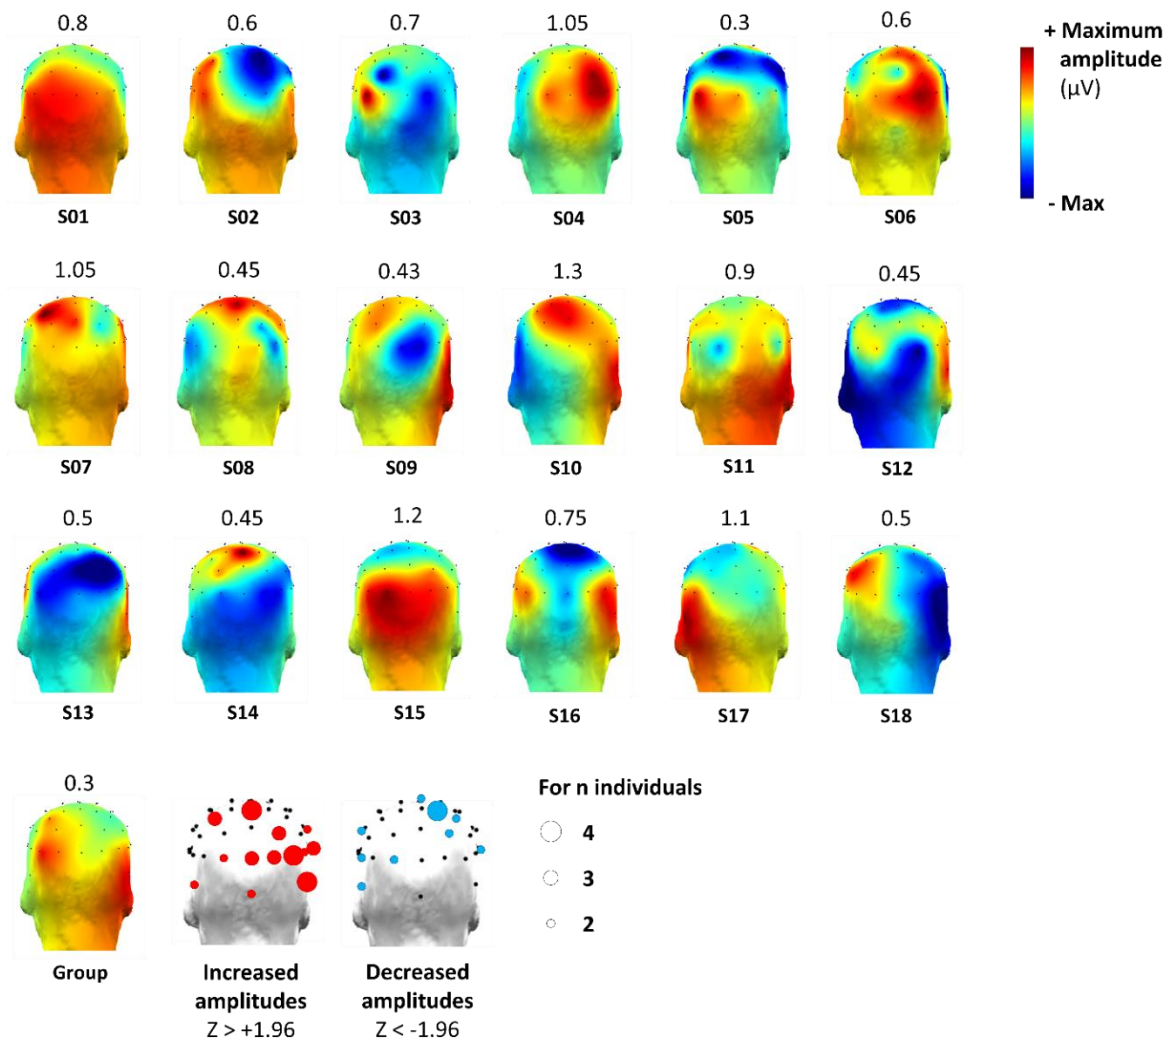 0.8 0.6 0.7 1.05 0.3 0.6
+ Maximum
amplitude
(µV)
- Max
S01 S02 S03 S04 S05 S06
1.05 0.45 0.43 1.3 0.9 0.45
S07 S08 S09 S10 S11 S12
0.5 0.45 1.2 0.75 1.1 0.5
S13 S14 S15 S16 S17 S18
0.3
For n individuals
4
3
2
Group
Increased
amplitudes
Z > +1.96
Decreased
amplitudes
Z < -1.96